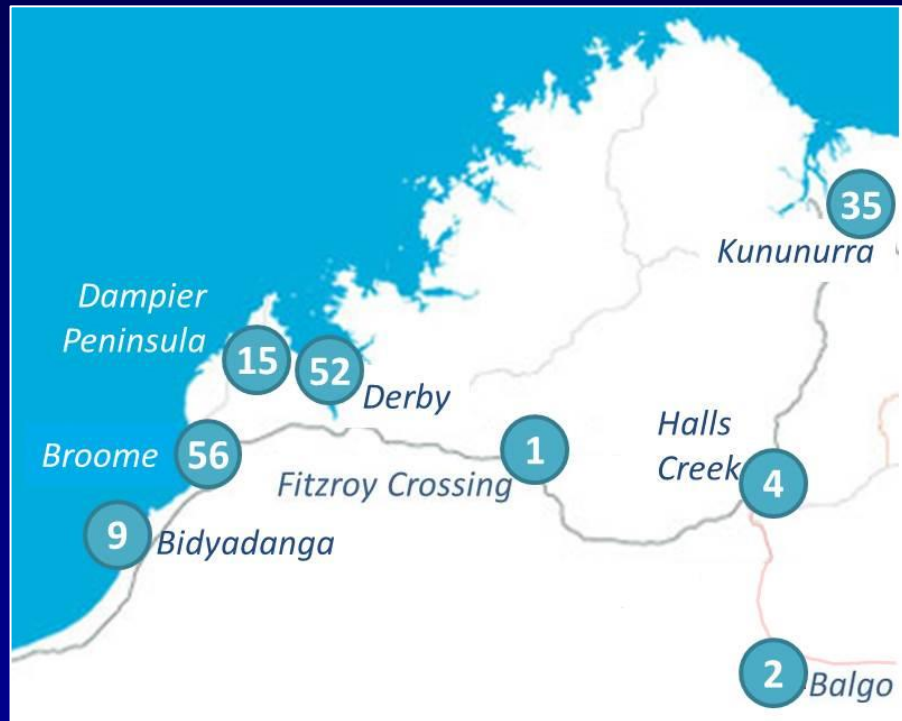 35
Kununurra
Dampier
Peninsula
15
52
Derby
Broome
56
Fitzroy Crossing
1
Halls
Creek
4
9
Bidyadanga
2
Balgo